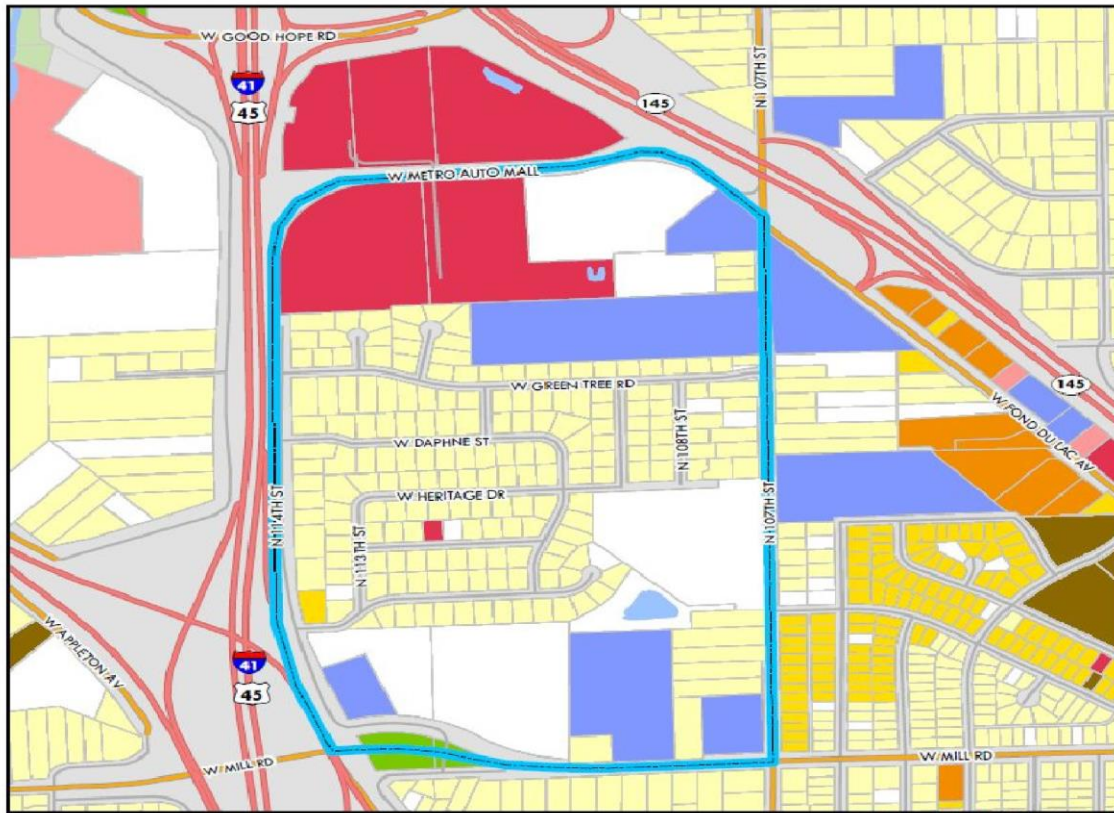 W GOOD HOPE RD
41
45
145
N 107TH ST
W METRO AUTO MALL
W GREEN TREE RD
145
W FOND DU LAC AV
W DAPHNE ST
N 108TH ST
W HERITAGE DR
N 114TH ST
N 107TH ST
N 113TH ST
W APPLETON AV
41
45
W MILL RD
W MILL RD